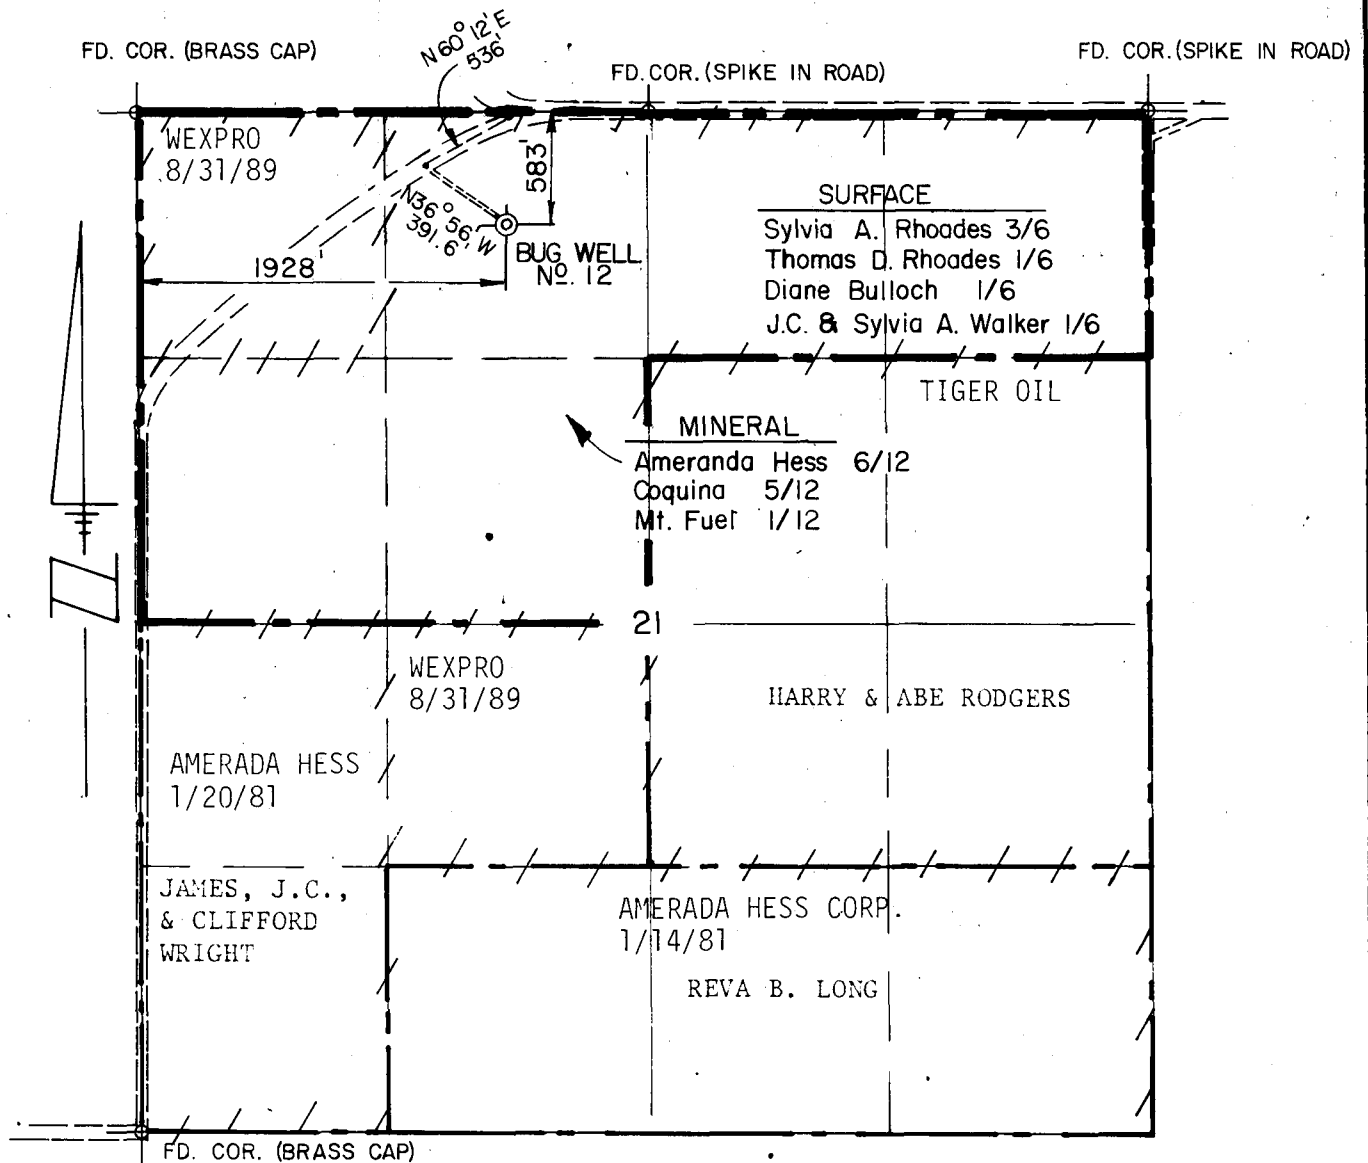 FD. COR. (BRASS CAP)
N 60° 12' E
536'
FD. COR. (SPIKE IN ROAD)
FD. COR. (SPIKE IN ROAD)
WEXPRO
8/31/89
583'
N36° 56' W
391.6'
1928'
BUG WELL
No. 12
SURFACE
Sylvia A. Rhoades 3/6
Thomas D. Rhoades 1/6
Diane Bulloch 1/6
J.C. & Sylvia A. Walker 1/6
TIGER OIL
MINERAL
Ameranda Hess 6/12
Coquina 5/12
Mt. Fuel 1/12
N
21
WEXPRO
8/31/89
HARRY & ABE RODGERS
AMERADA HESS
1/20/81
JAMES, J.C.,
& CLIFFORD
WRIGHT
AMERADA HESS CORP.
1/14/81
REVA B. LONG
FD. COR. (BRASS CAP)